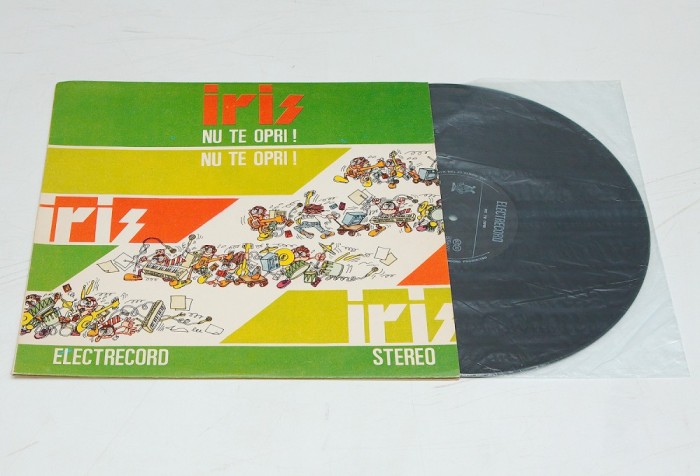 iris
NU TE OPRI !
NU TE OPRI !
iris
iris
ELECTRECORD
STEREO
ELECTRECORD